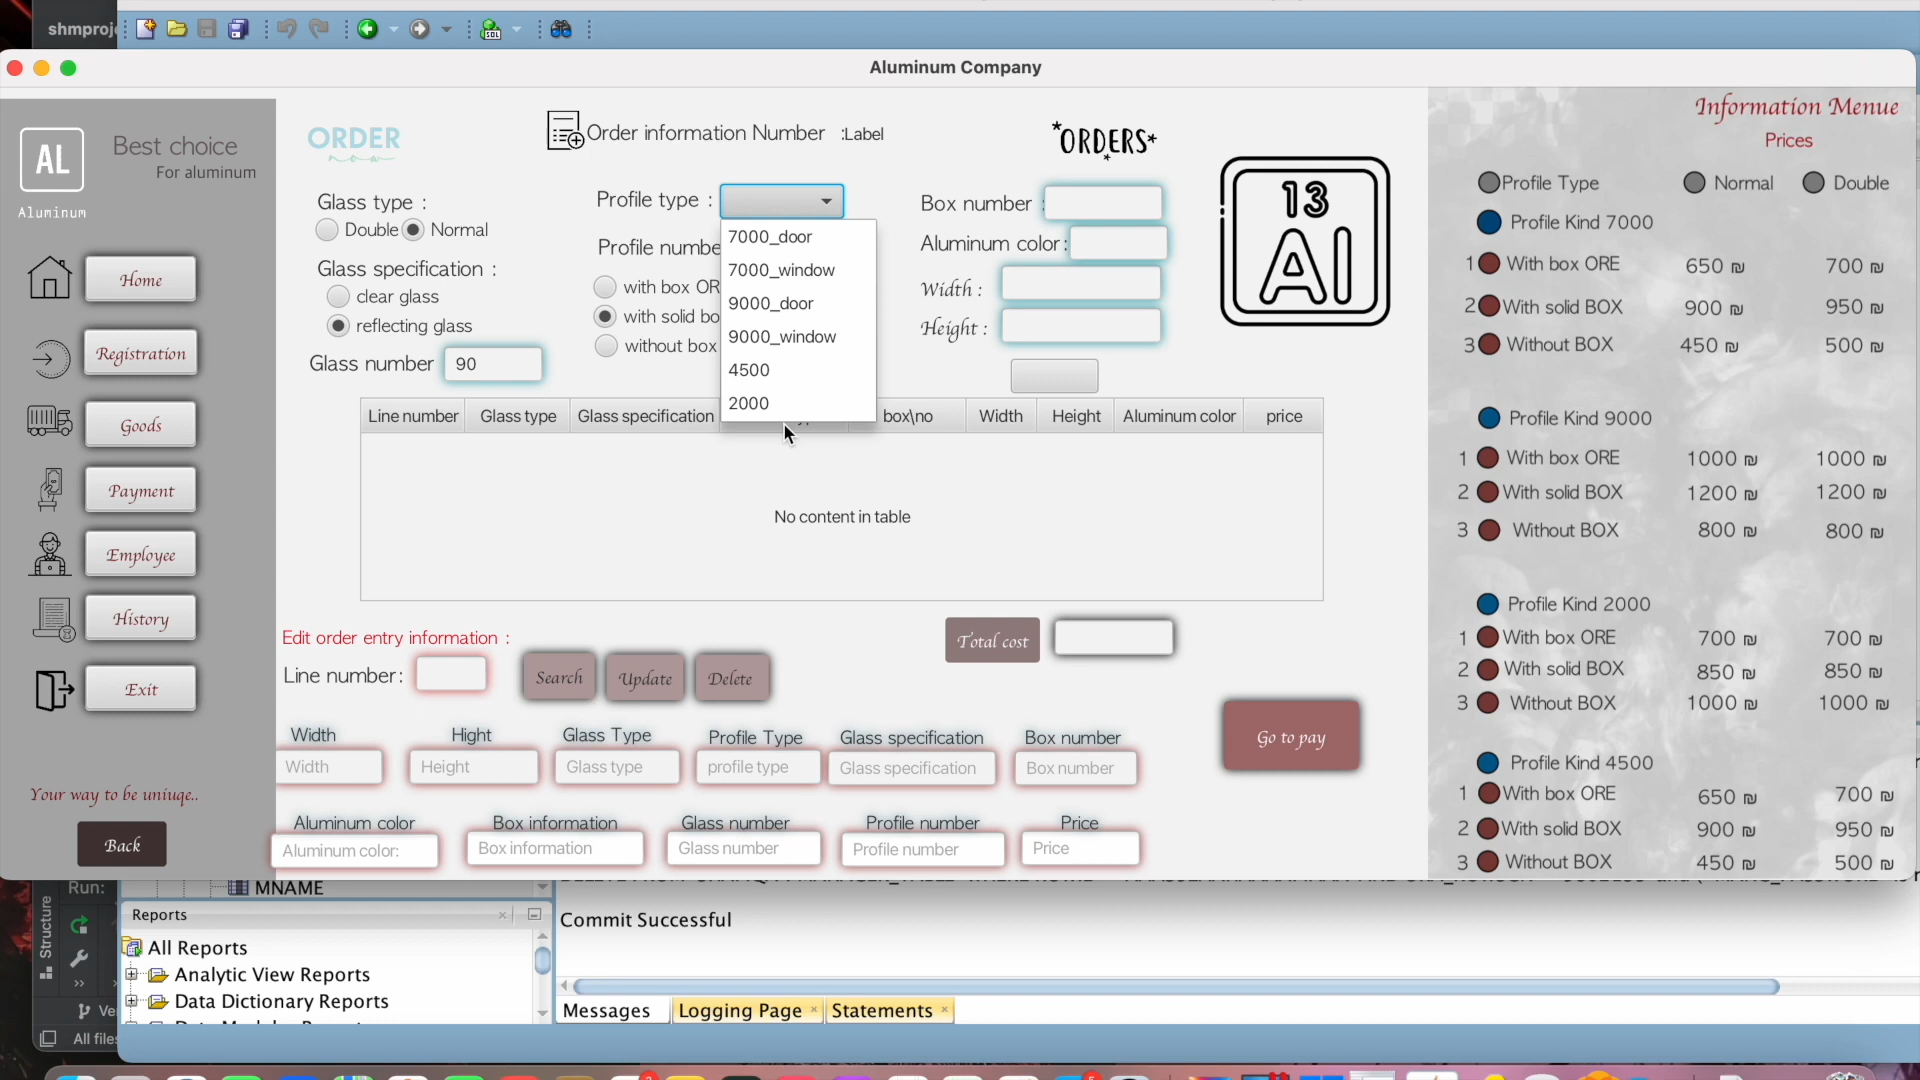 shmproj
Aluminum Company
AL
Aluminum
Best choice
For aluminum
Home
Registration
Goods
Payment
Employee
History
Exit
Your way to be uniuqe..
Back
ORDER
now
Order information Number :Label
*ORDERS*
Glass type :
Double Normal
Glass specification :
clear glass
reflecting glass
Glass number 90
Profile type :
Profile numbe
with box OR
with solid bo
without box
7000_door
7000_window
9000_door
9000_window
4500
2000
Box number :
Aluminum color:
Width :
Height :
13
Al
Line number Glass type Glass specification box\no Width Height Aluminum color price
No content in table
Edit order entry information :
Line number:
Search Update Delete
Total cost
Go to pay
Width Hight Glass Type Profile Type Glass specification Box number
Width Height Glass type profile type Glass specification Box number
Aluminum color Box information Glass number Profile number Price
Aluminum color: Box information Glass number Profile number Price
Information Menue
Prices
Profile Type Normal Double
Profile Kind 7000
1 With box ORE 650 ₪ 700 ₪
2 With solid BOX 900 ₪ 950 ₪
3 Without BOX 450 ₪ 500 ₪
Profile Kind 9000
1 With box ORE 1000 ₪ 1000 ₪
2 With solid BOX 1200 ₪ 1200 ₪
3 Without BOX 800 ₪ 800 ₪
Profile Kind 2000
1 With box ORE 700 ₪ 700 ₪
2 With solid BOX 850 ₪ 850 ₪
3 Without BOX 1000 ₪ 1000 ₪
Profile Kind 4500
1 With box ORE 650 ₪ 700 ₪
2 With solid BOX 900 ₪ 950 ₪
3 Without BOX 450 ₪ 500 ₪
Run:
Structure
MNAME
Reports
All Reports
Analytic View Reports
Data Dictionary Reports
Commit Successful
Messages Logging Page Statements
Ve
All files